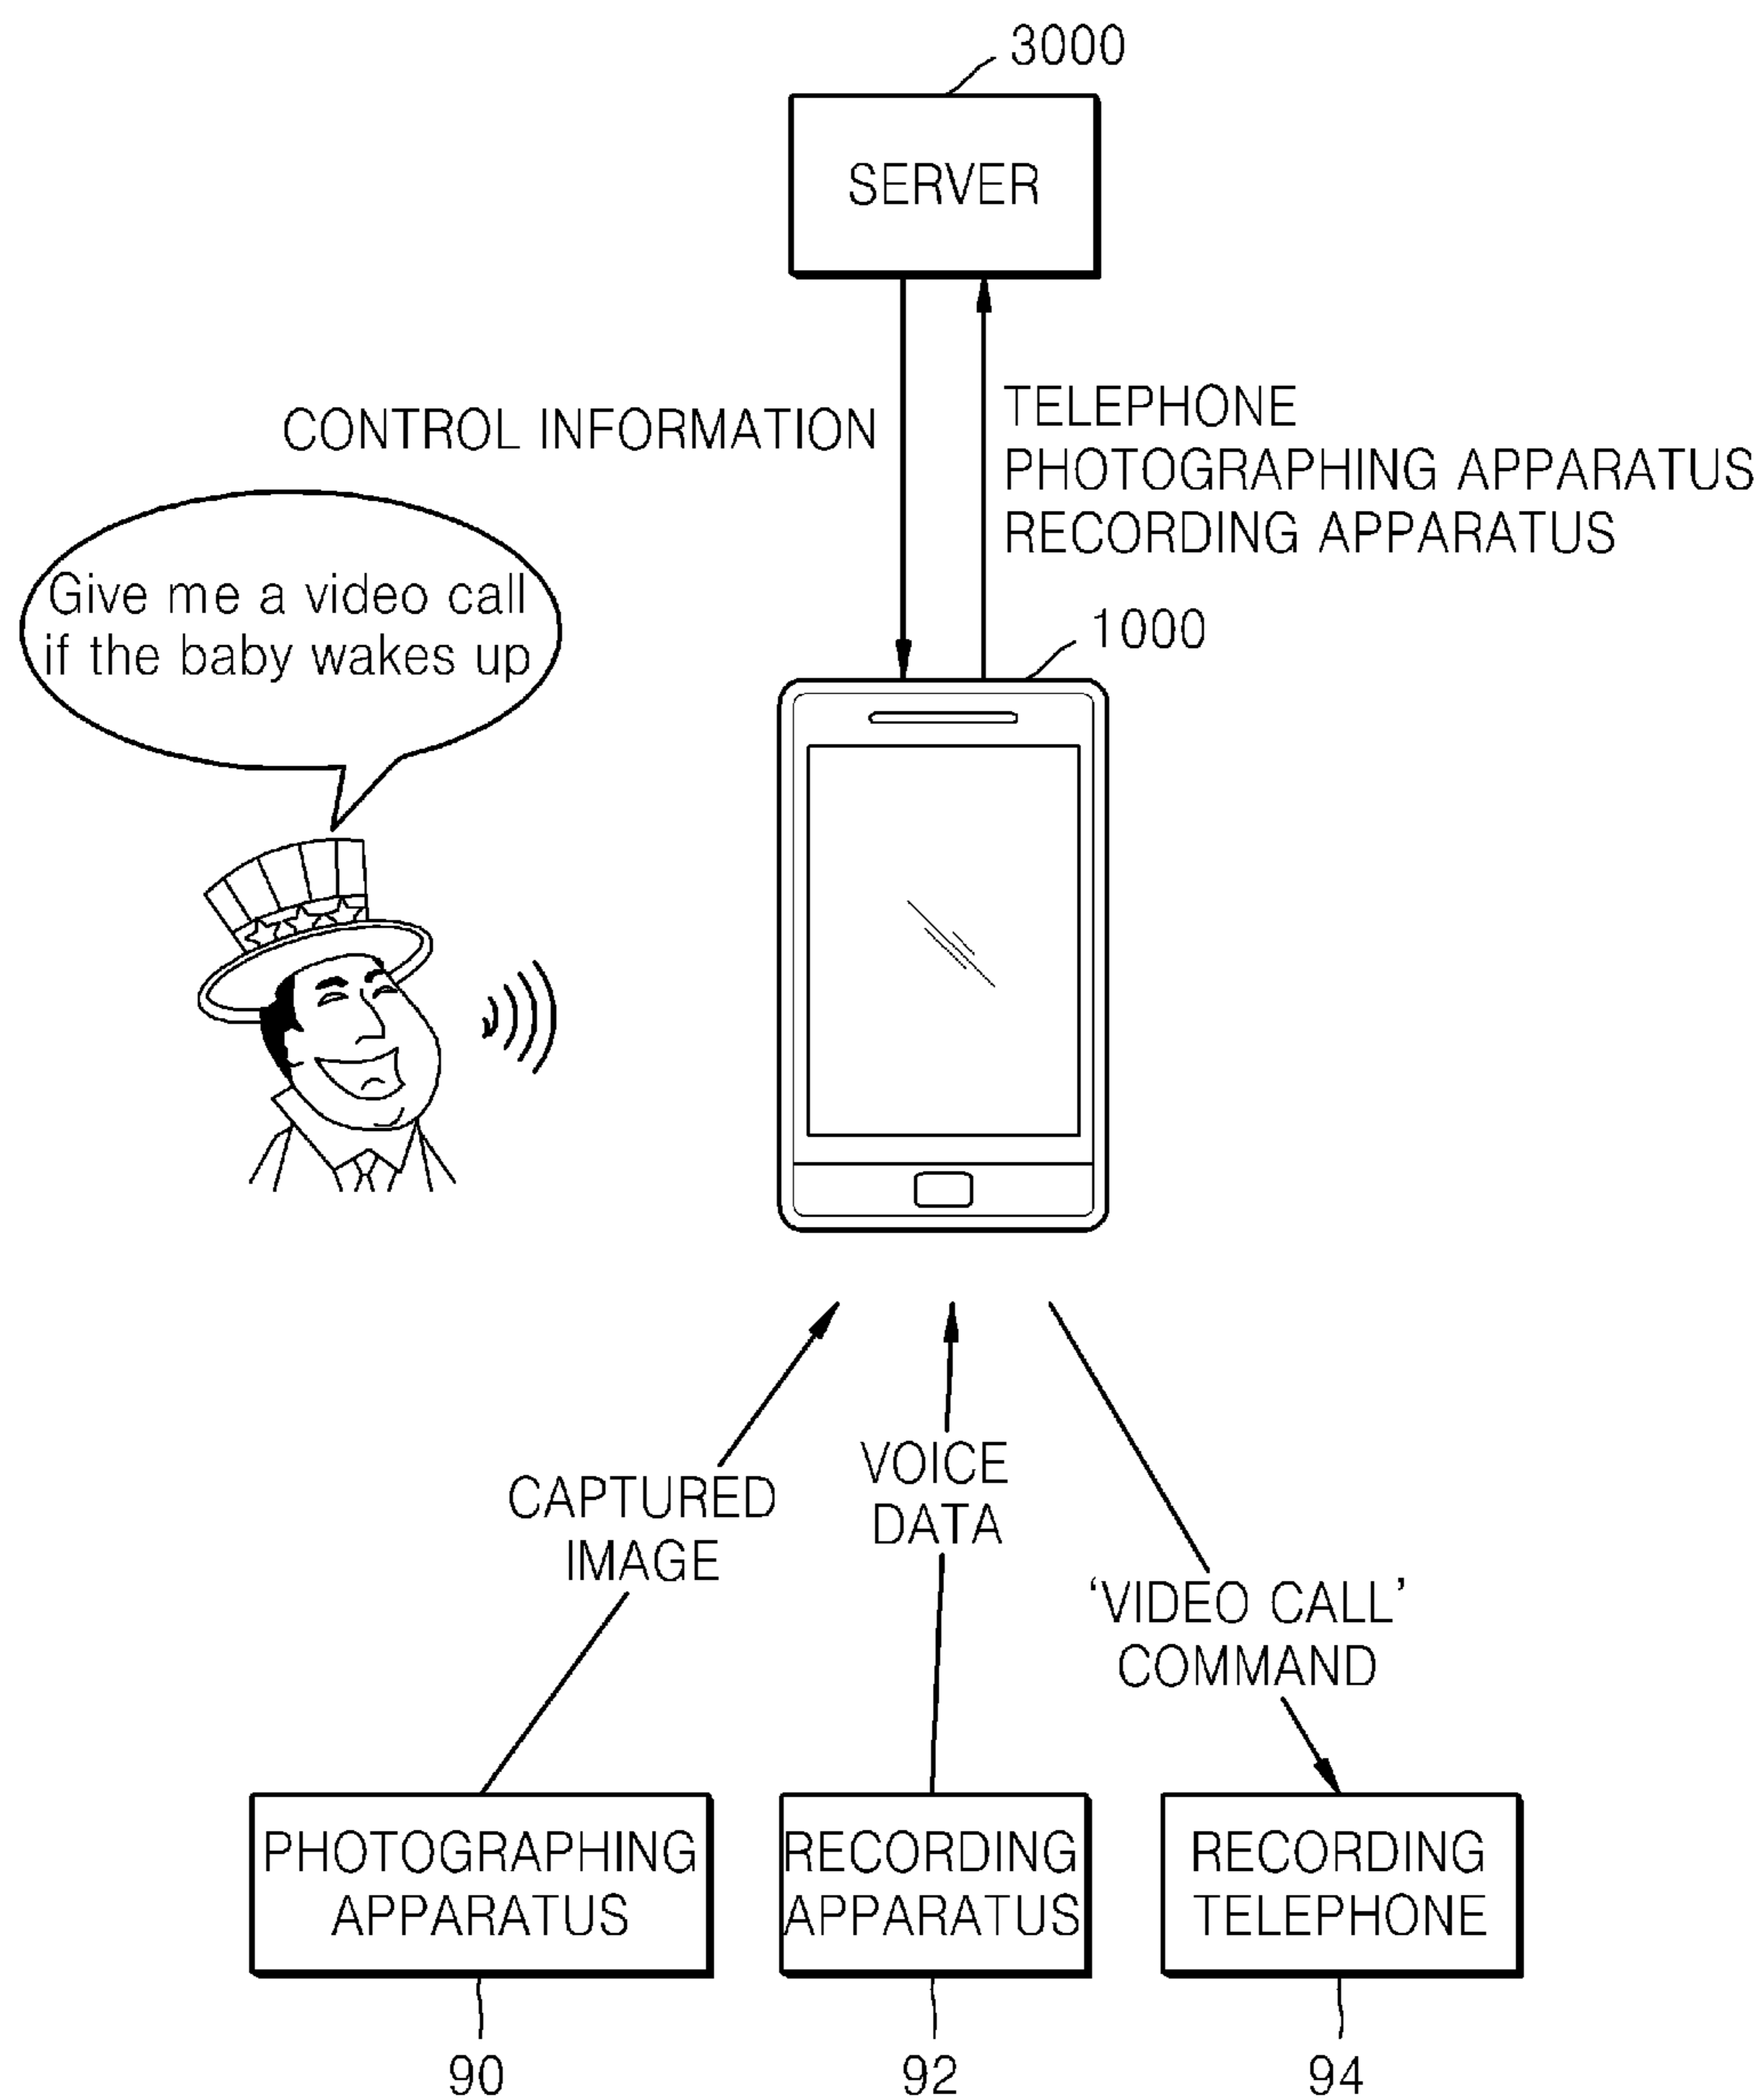 3000
SERVER
CONTROL INFORMATION
TELEPHONE
PHOTOGRAPHING APPARATUS
RECORDING APPARATUS
Give me a video call
if the baby wakes up
1000
CAPTURED
IMAGE
VOICE
DATA
‘VIDEO CALL’
COMMAND
PHOTOGRAPHING
APPARATUS
RECORDING
APPARATUS
RECORDING
TELEPHONE
90
92
94